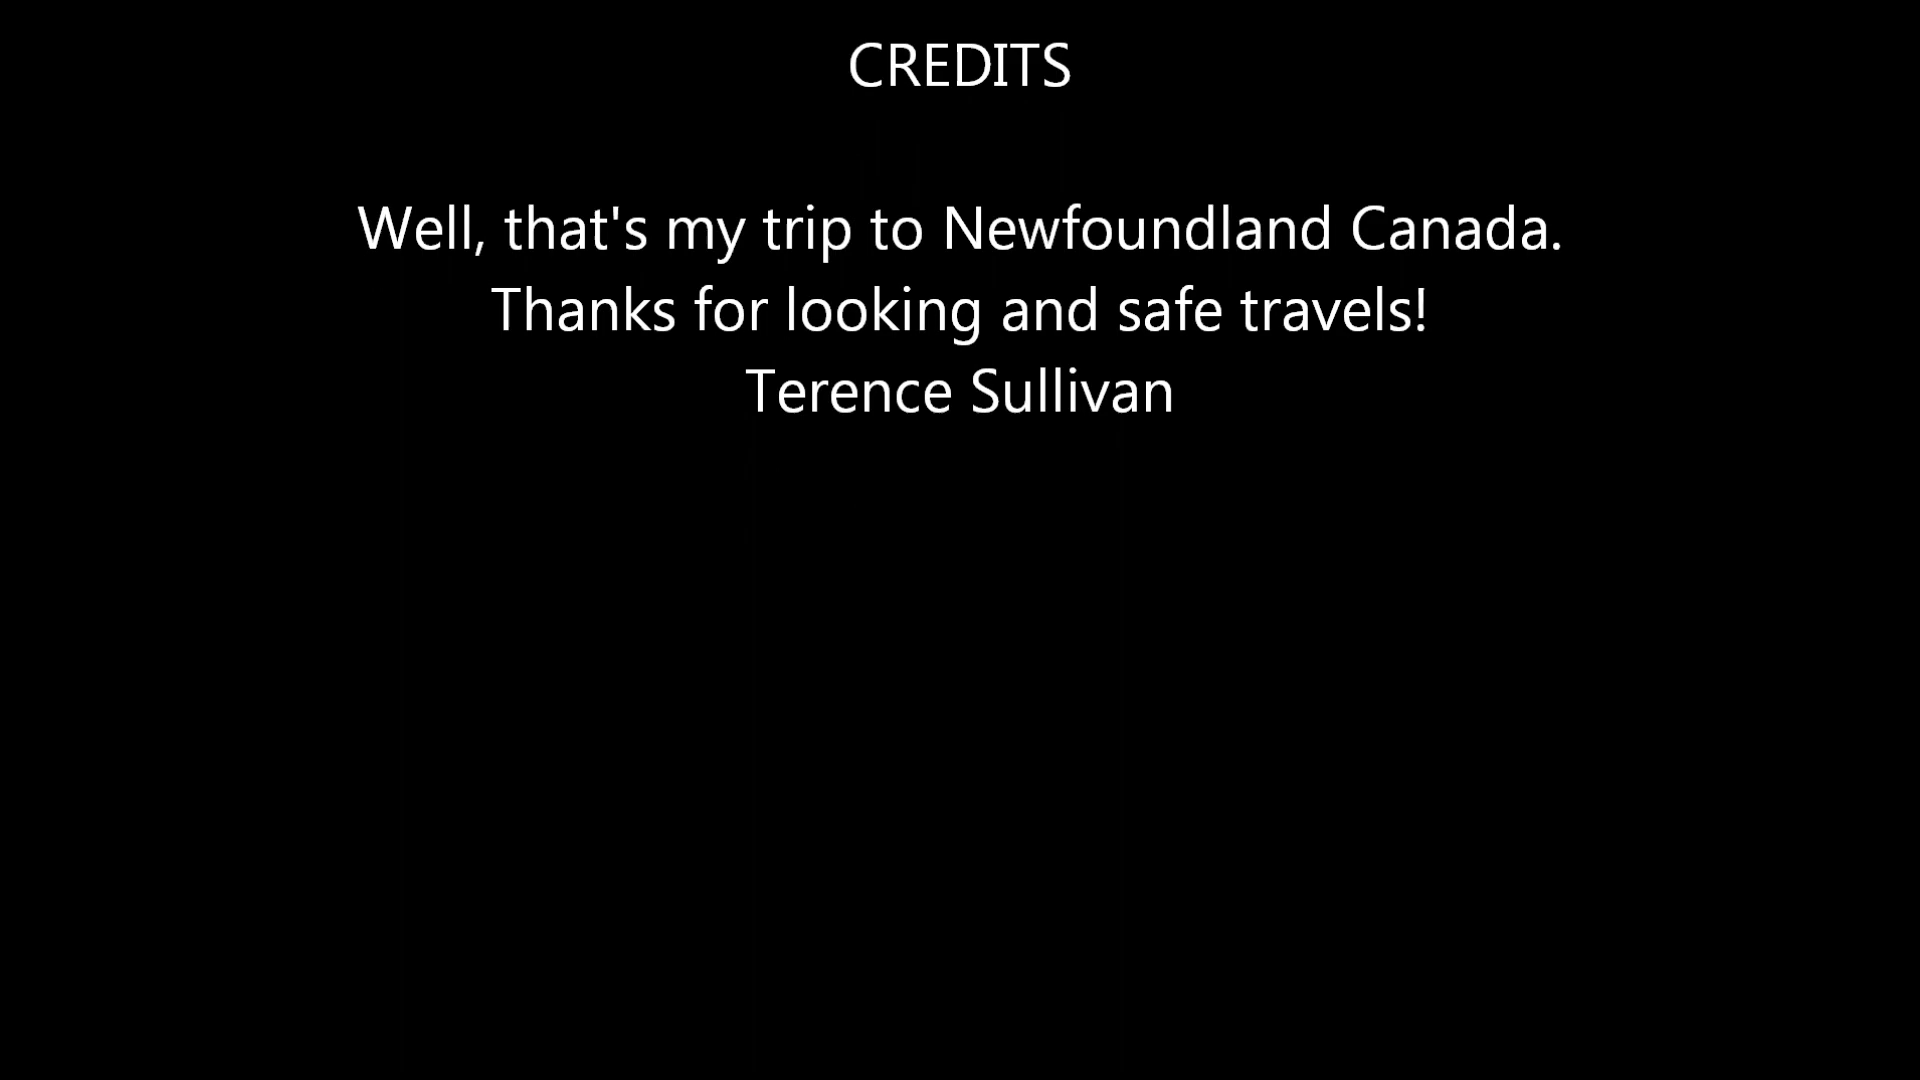 CREDITS
Well, that's my trip to Newfoundland Canada.
Thanks for looking and safe travels!
Terence Sullivan